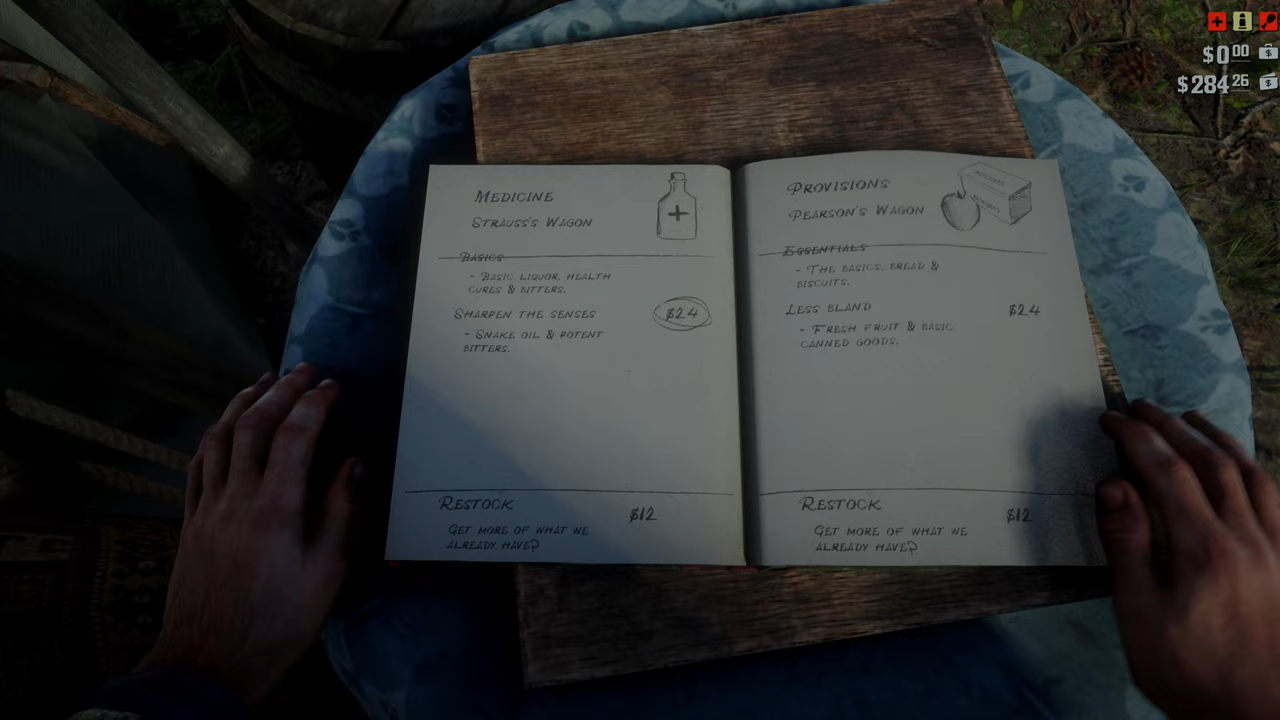 $0.00
$284.26
MEDICINE
STRAUSS'S WAGON
BASICS
- BASIC LIQUOR, HEALTH
CURES & BITTERS.
SHARPEN THE SENSES $24
- SNAKE OIL & POTENT
BITTERS.
RESTOCK $12
GET MORE OF WHAT WE
ALREADY HAVE?
PROVISIONS
PEARSON'S WAGON
ESSENTIALS
- THE BASICS. BREAD &
BISCUITS.
LESS BLAND $24
- FRESH FRUIT & BASIC
CANNED GOODS.
RESTOCK $12
GET MORE OF WHAT WE
ALREADY HAVE?